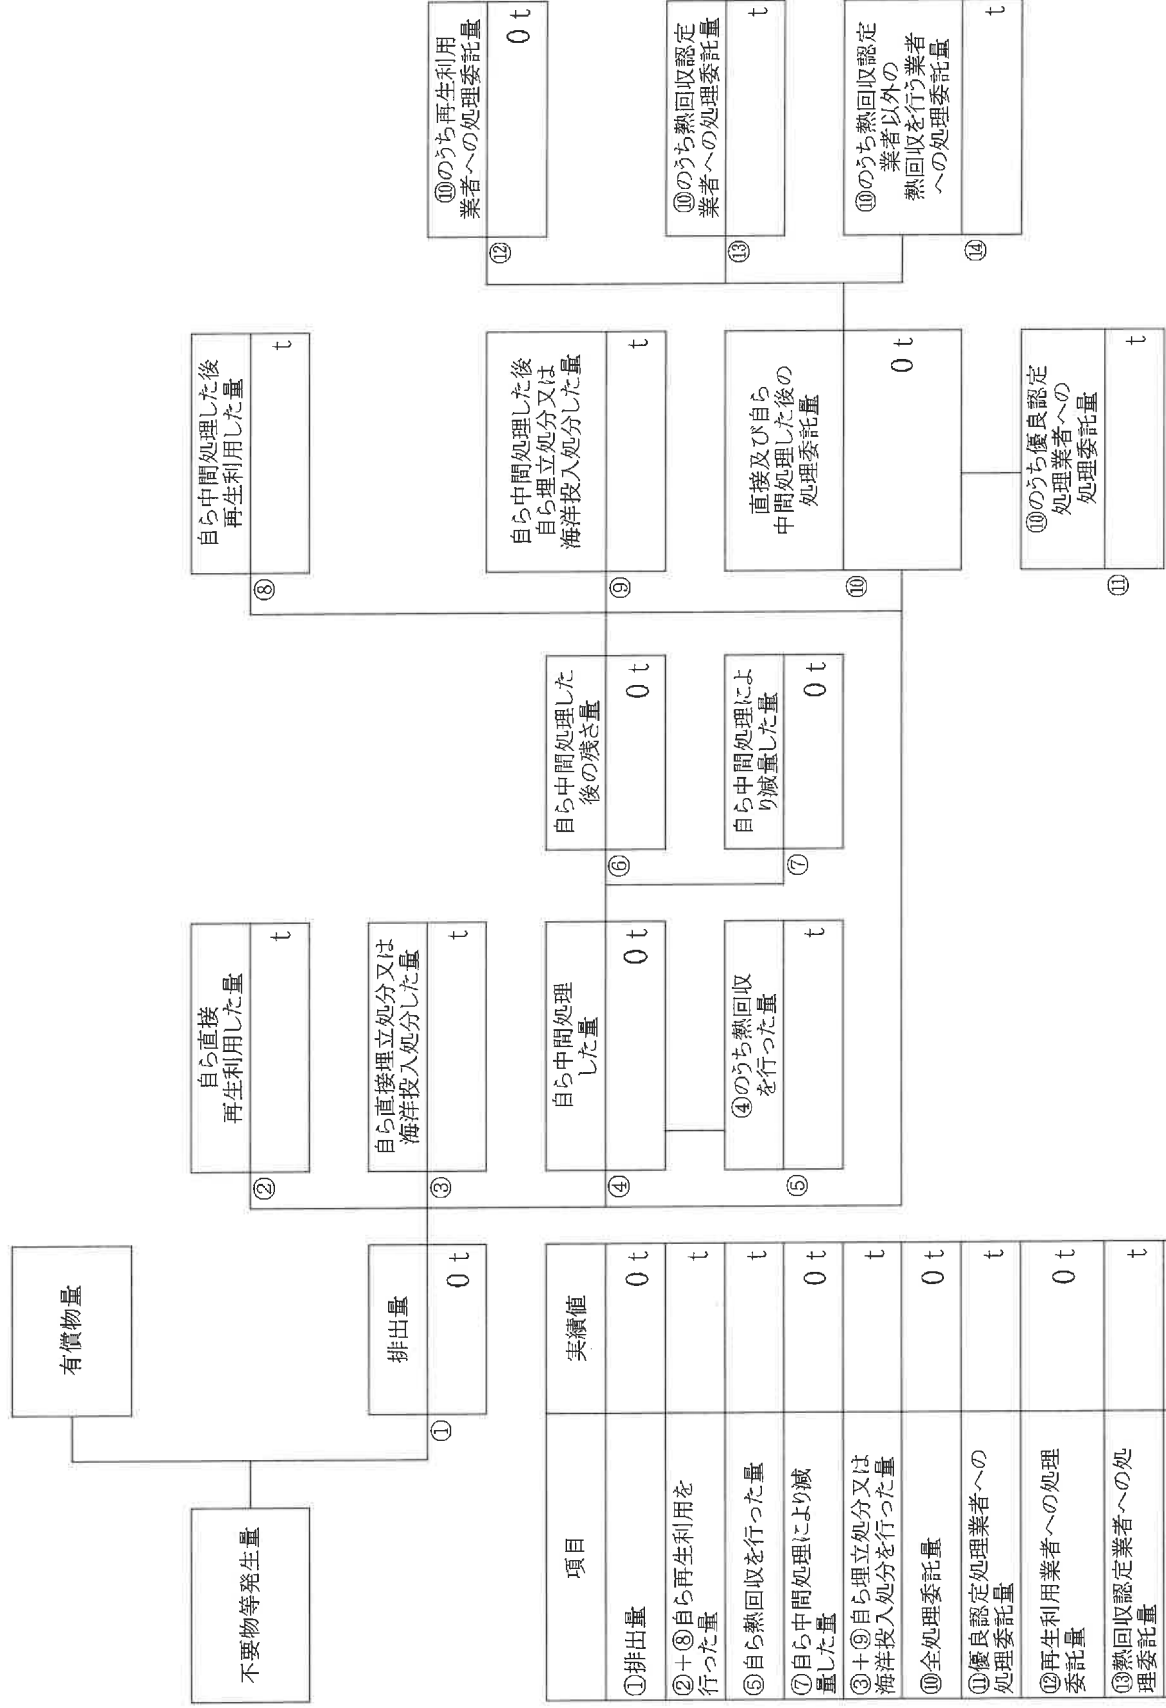 有償物量
不要物等発生量
排出量
①
0 t
自ら直接
再生利用した量
②
t
自ら直接埋立処分又は
海洋投入処分した量
③
t
自ら中間処理
した量
④
0 t
④のうち熱回収
を行った量
⑤
t
自ら中間処理した
後の残さ量
⑥
0 t
自ら中間処理によ
り減量した量
⑦
0 t
自ら中間処理した後
再生利用した量
⑧
t
自ら中間処理した後
自ら埋立処分又は
海洋投入処分した量
⑨
t
直接及び自ら
中間処理した後の
処理委託量
⑩
0 t
⑩のうち優良認定
処理業者への
処理委託量
⑪
t
⑩のうち再生利用
業者への処理委託量
⑫
0 t
⑩のうち熱回収認定
業者への処理委託量
⑬
t
⑩のうち熱回収認定
業者以外の
熱回収を行う業者
への処理委託量
⑭
t
項目 実績値
①排出量 0 t
②+⑧自ら再生利用を
行った量 t
⑤自ら熱回収を行った量 t
⑦自ら中間処理により減
量した量 0 t
③+⑨自ら埋立処分又は
海洋投入処分を行った量 t
⑩全処理委託量 0 t
⑪優良認定処理業者への
処理委託量 t
⑫再生利用業者への処理
委託量 0 t
⑬熱回収認定業者への処
理委託量 t